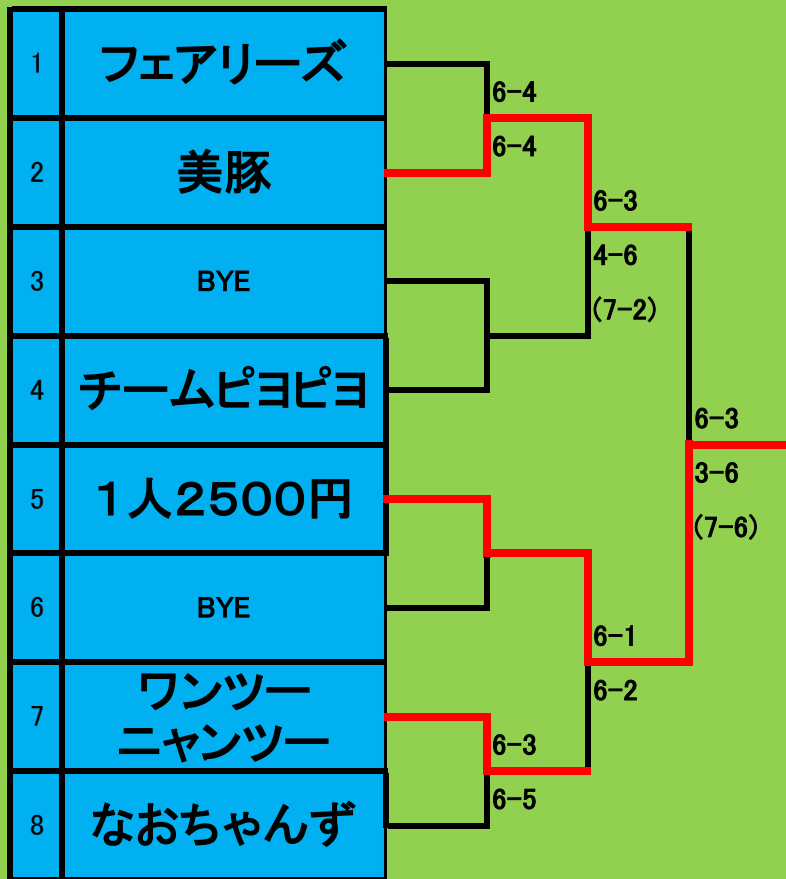 1
フェアリーズ
6-4
2
美豚
6-4
6-3
3
BYE
4-6
(7-2)
4
チームピヨピヨ
6-3
5
1人2500円
3-6
(7-6)
6
BYE
6-1
7
ワンツー
ニャンツー
6-2
6-3
8
なおちゃんず
6-5